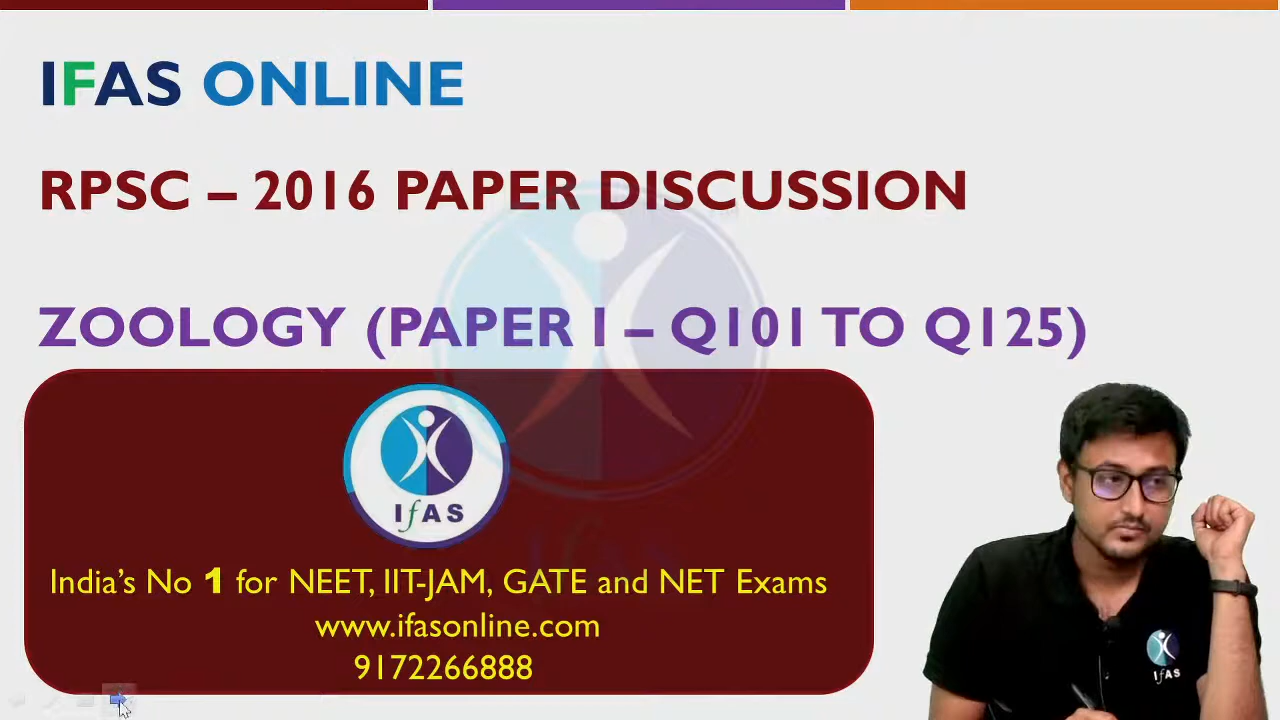 IFAS ONLINE
RPSC – 2016 PAPER DISCUSSION
ZOOLOGY (PAPER I – Q101 TO Q125)
IfAS
India's No 1 for NEET, IIT-JAM, GATE and NET Exams
www.ifasonline.com
9172266888
IfAS